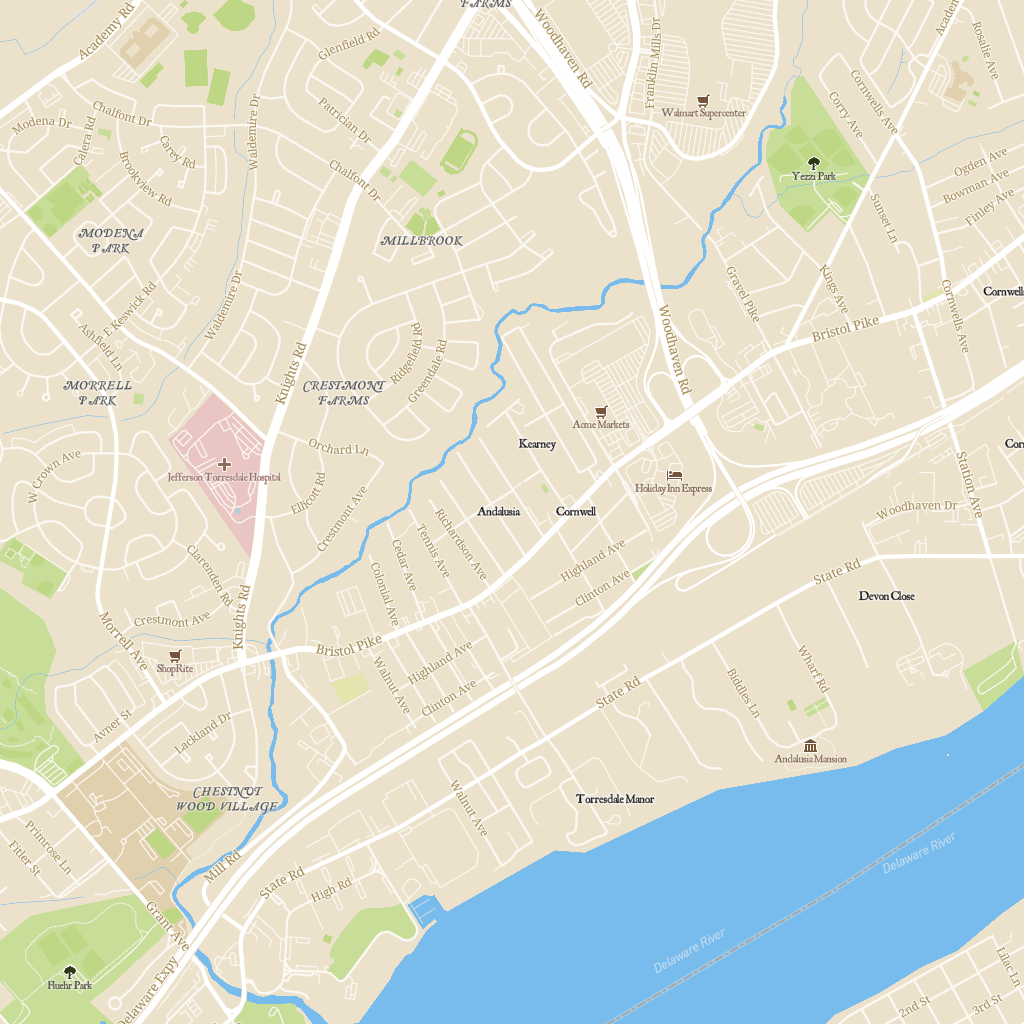 FARMS
Academy Rd
Glenfield Rd
Woodhaven Rd
Franklin Mills Dr
Rosalie Ave
Walmart Supercenter
Cornwells Ave
Corry Ave
Chalfont Dr
Modena Dr
Calera Rd
Carey Rd
Waldemire Dr
Patrician Dr
Brookview Rd
Chalfont Dr
Yezzi Park
Ogden Ave
Bowman Ave
Finley Ave
Sunset Ln
MODENA
PARK
MILLBROOK
Gravel Pike
Kings Ave
Cornwells Ave
E Keswick Rd
Waldemire Dr
Ashfield Ln
Bristol Pike
Woodhaven Rd
Ridgefield Rd
Greendale Rd
Knights Rd
MORRELL
PARK
CRESTMONT
FARMS
Acme Markets
Kearney
Orchard Ln
W Crown Ave
Jefferson Torresdale Hospital
Holiday Inn Express
Station Ave
Ellicott Rd
Crestmont Ave
Andalusia
Cornwell
Woodhaven Dr
Richardson Ave
Tennis Ave
Cedar Ave
Colonial Ave
Highland Ave
Clinton Ave
State Rd
Devon Close
Clarenden Rd
Crestmont Ave
Knights Rd
Morrell Ave
Bristol Pike
ShopRite
Highland Ave
Walnut Ave
Clinton Ave
State Rd
Biddles Ln
Wharf Rd
Avner St
Lackland Dr
Andalusia Mansion
CHESTNUT
WOOD VILLAGE
Torresdale Manor
Walnut Ave
Primrose Ln
Fitler St
Mill Rd
State Rd
High Rd
Delaware River
Grant Ave
Delaware River
Fluehr Park
Delaware Expy
Lilac Ln
2nd St
3rd St